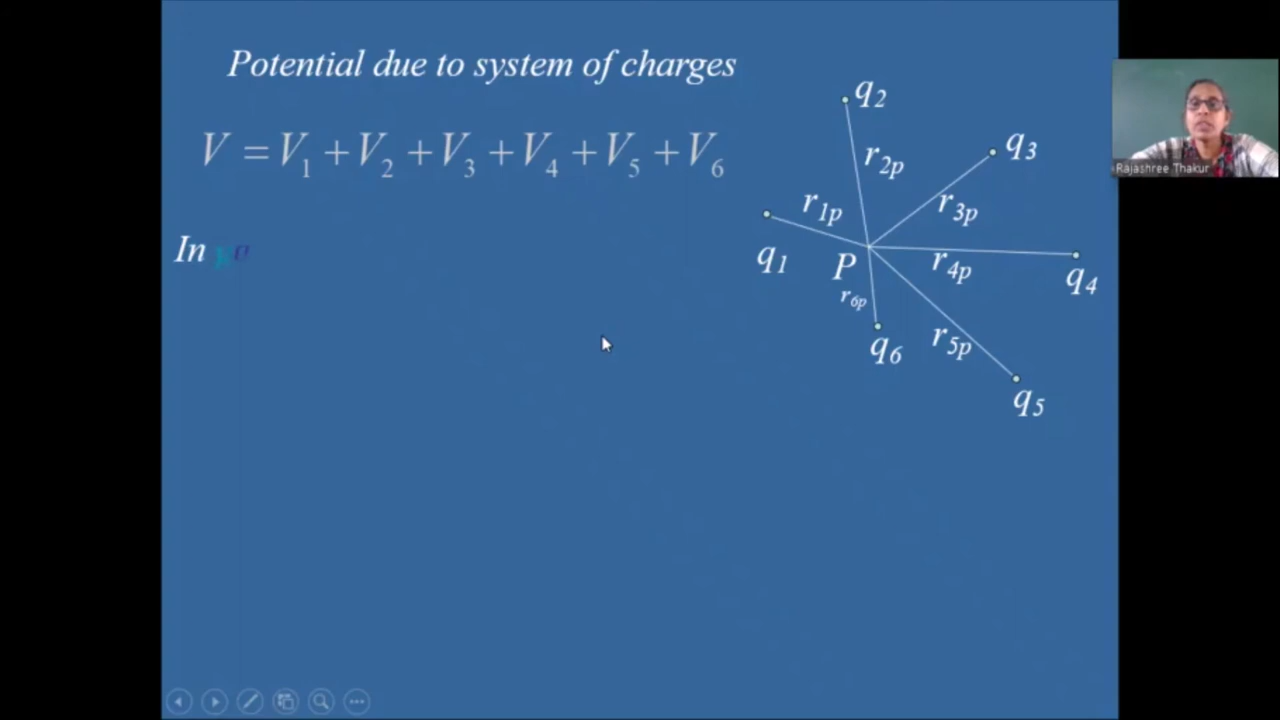 Potential due to system of charges
V = V₁ + V₂ + V₃ + V₄ + V₅ + V₆
In
q₂
q₃
r₂ₚ
r₁ₚ
r₃ₚ
q₁
P
r₄ₚ
q₄
r₆ₚ
r₅ₚ
q₆
q₅
Rajashree Thakur